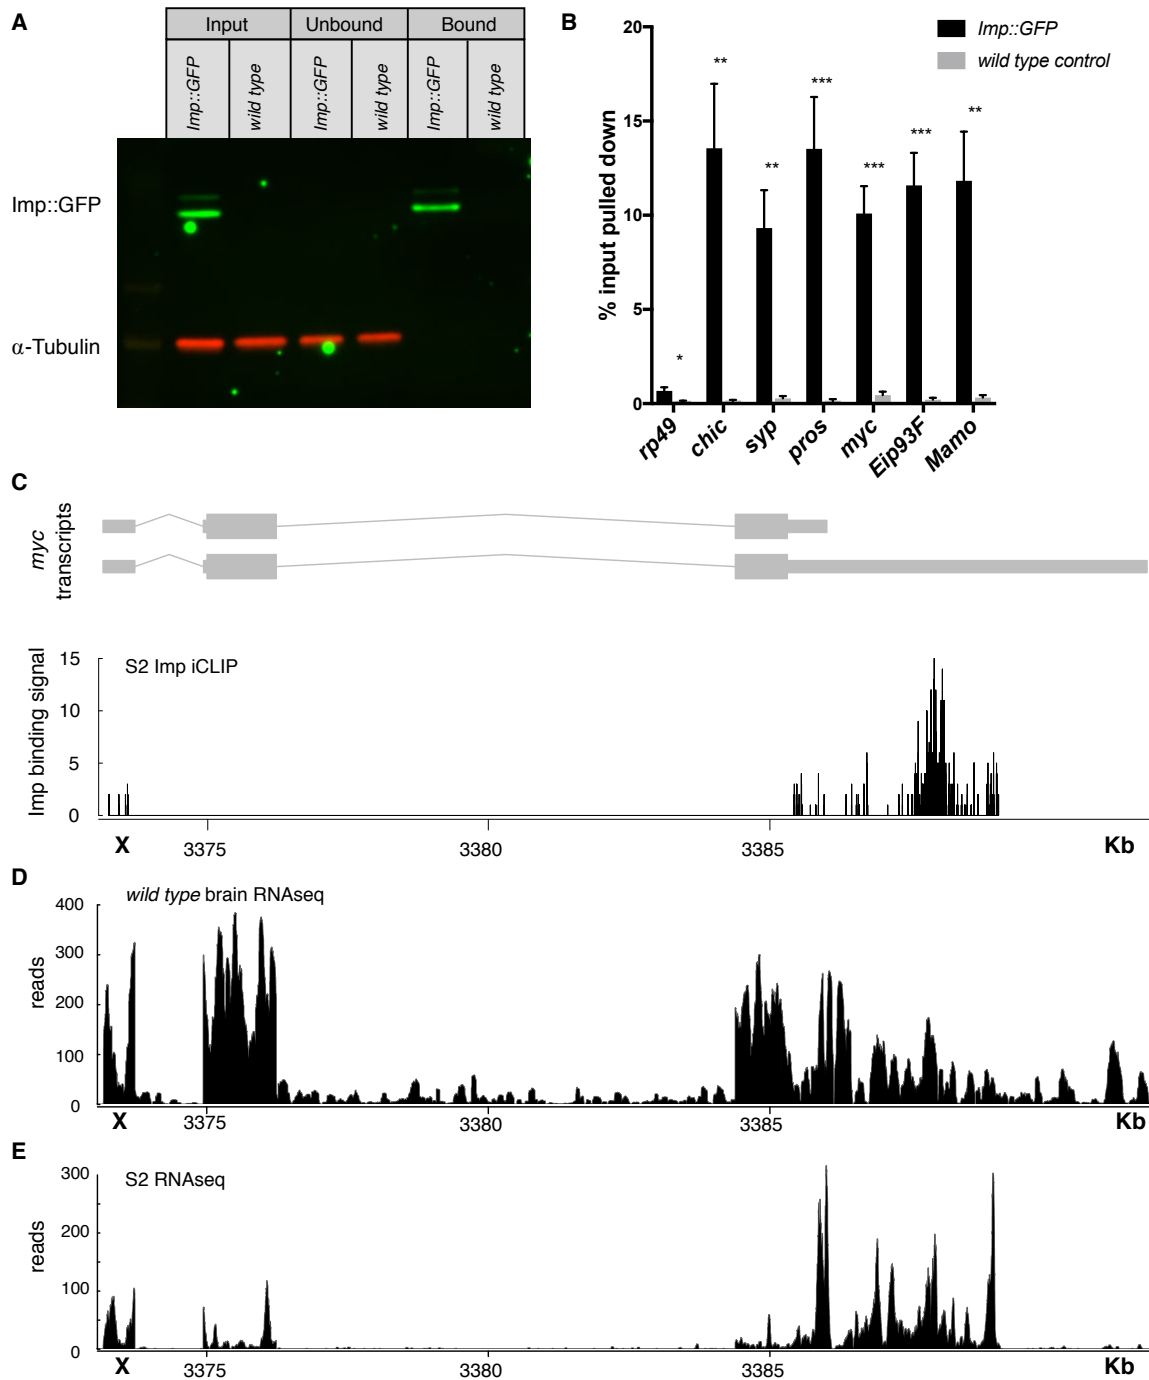 A
Input Unbound Bound
Imp::GFP wild type Imp::GFP wild type Imp::GFP wild type
Imp::GFP
α-Tubulin
B
Imp::GFP
wild type control
% input pulled down
20
15
10
5
0
* ** ** *** *** *** **
rp49 chic syp pros myc Eip93F Mamo
C
myc
transcripts
S2 Imp iCLIP
Imp binding signal
15
10
5
0
X 3375 3380 3385 Kb
D
wild type brain RNAseq
reads
400
300
200
100
0
X 3375 3380 3385 Kb
E
S2 RNAseq
reads
300
200
100
0
X 3375 3380 3385 Kb